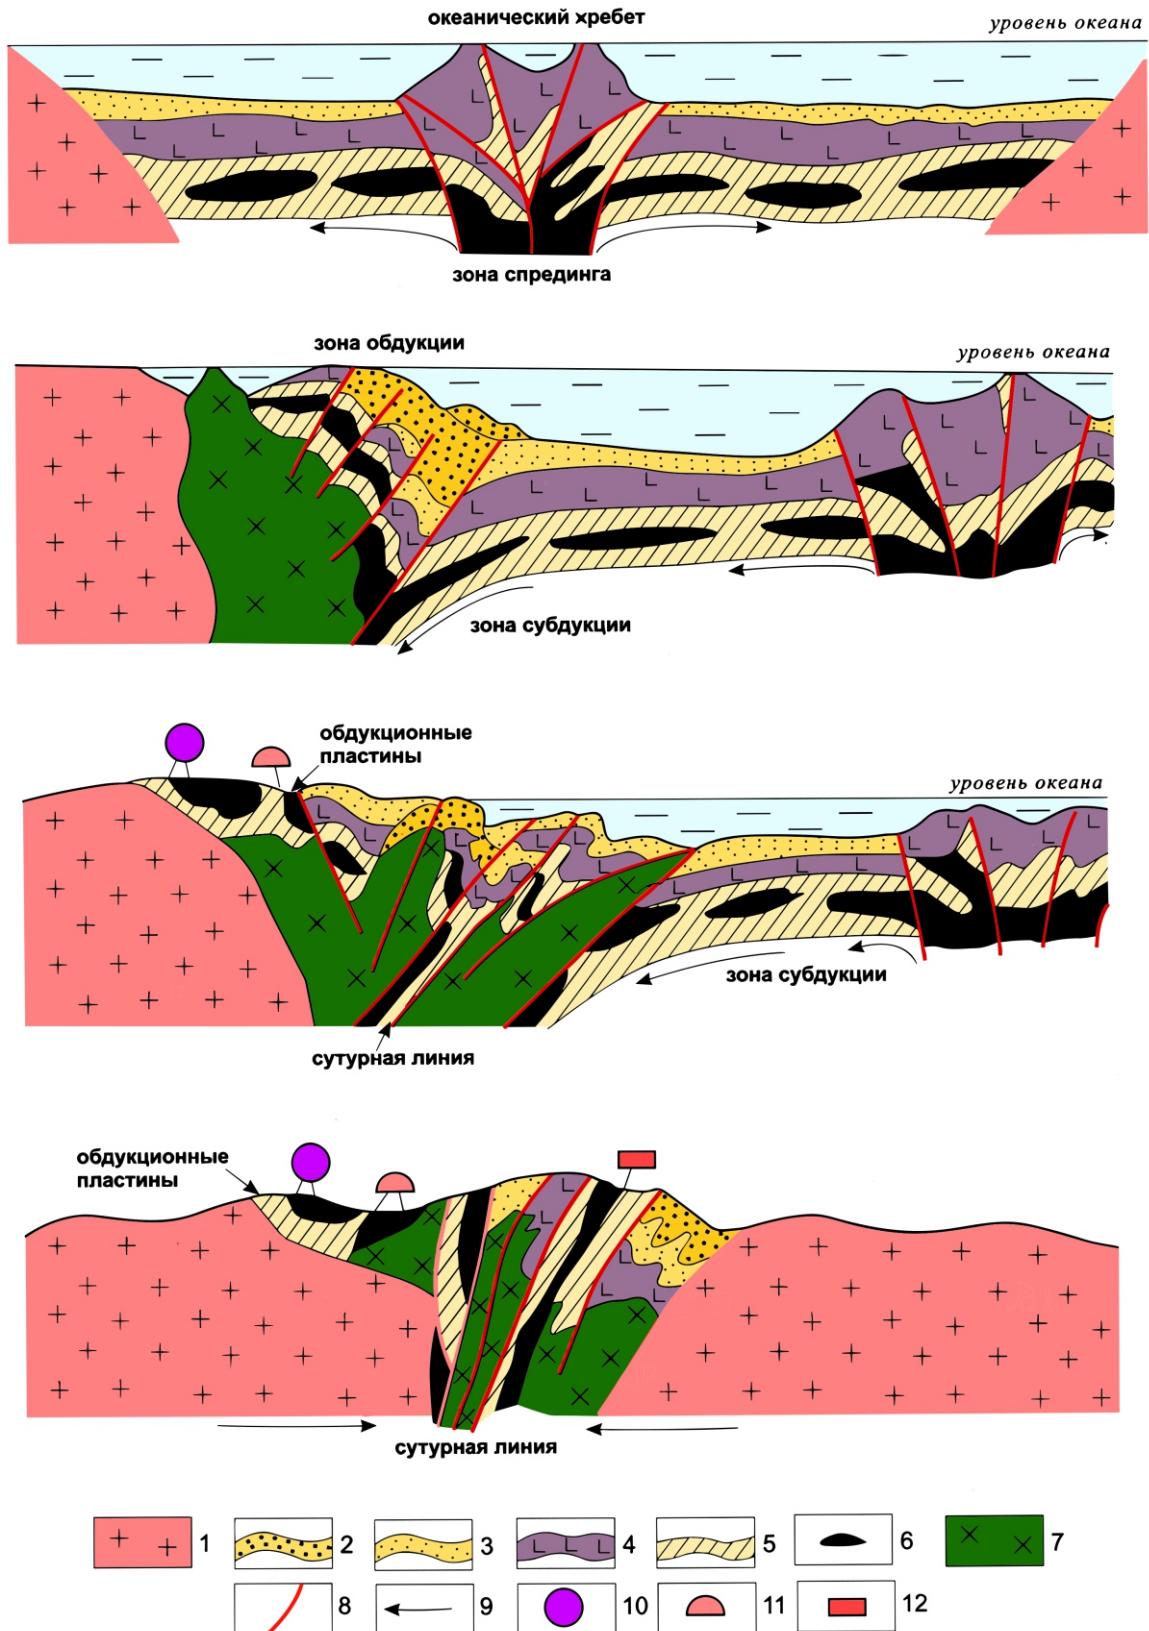 океанический хребет
уровень океана
зона спрединга
зона обдукции
уровень океана
зона субдукции
обдукционные
пластины
уровень океана
зона субдукции
сутурная линия
обдукционные
пластины
сутурная линия
1
2
3
4
5
6
7
8
9
10
11
12